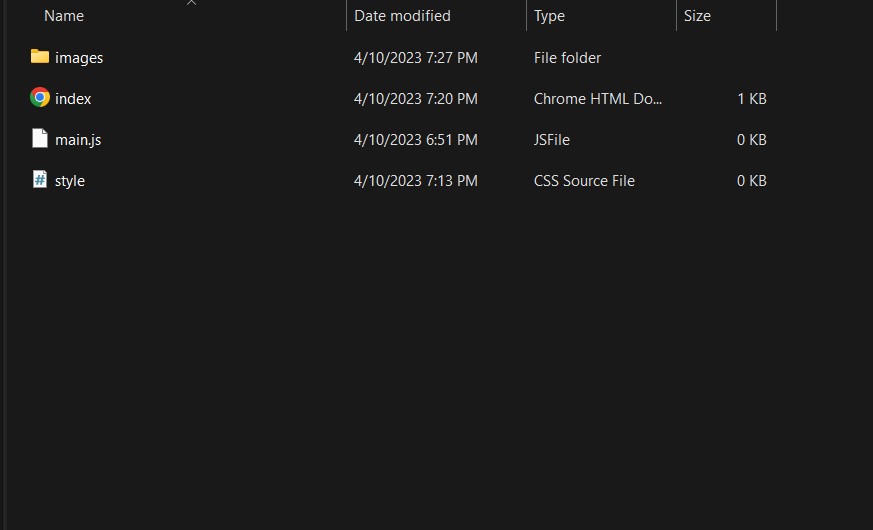 Name Date modified Type Size
images 4/10/2023 7:27 PM File folder
index 4/10/2023 7:20 PM Chrome HTML Do... 1 KB
main.js 4/10/2023 6:51 PM JSFile 0 KB
# style 4/10/2023 7:13 PM CSS Source File 0 KB